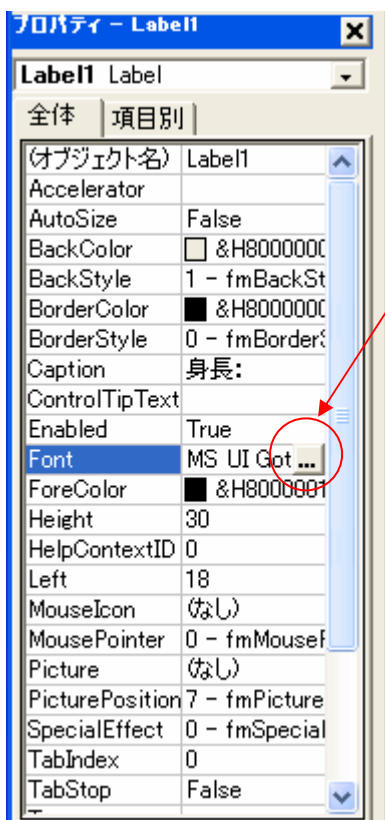 プロパティ - Label1
Label1 Label
全体 項目別
(オブジェクト名) Label1
Accelerator
AutoSize False
BackColor &H8000000
BackStyle 1 - fmBackSt
BorderColor &H8000000
BorderStyle 0 - fmBorderS
Caption 身長:
ControlTipText
Enabled True
Font MS UI Got ...
ForeColor &H8000001
Height 30
HelpContextID 0
Left 18
MouseIcon (なし)
MousePointer 0 - fmMouseP
Picture (なし)
PicturePosition 7 - fmPicture
SpecialEffect 0 - fmSpecial
TabIndex 0
TabStop False